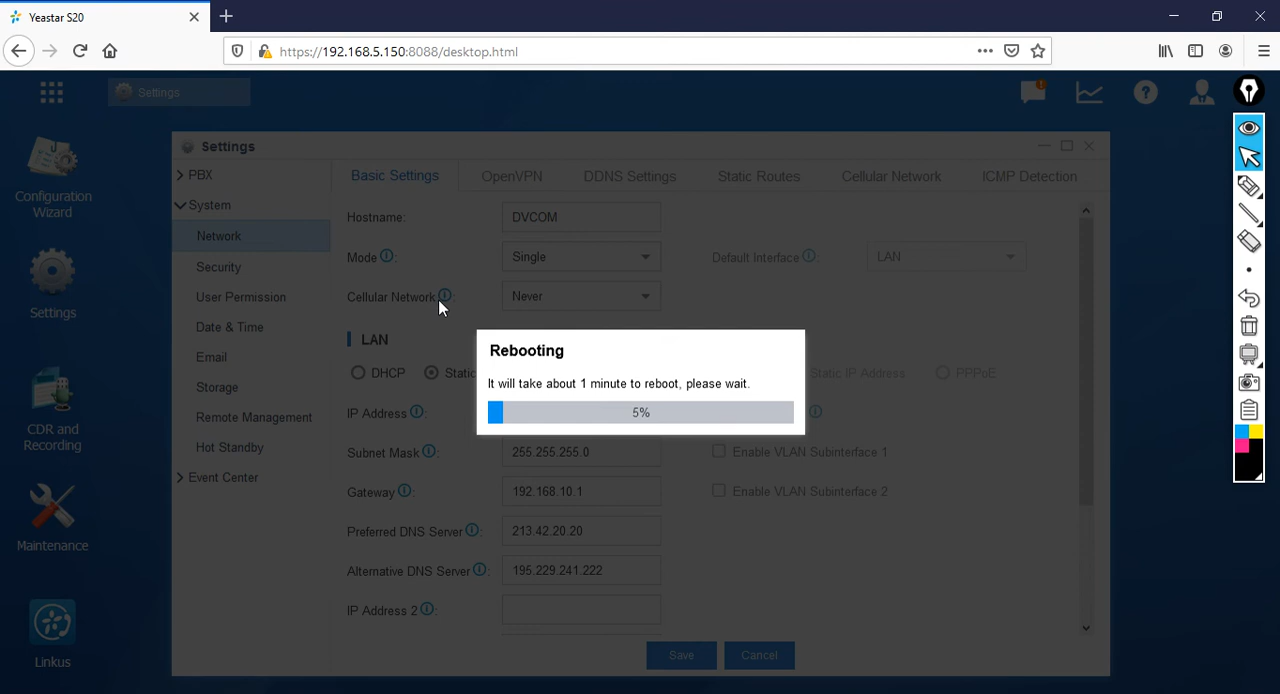 Yeastar S20
https://192.168.5.150:8088/desktop.html
Settings
Configuration
Wizard
Settings
CDR and
Recording
Maintenance
Linkus
Settings
PBX
System
Network
Security
User Permission
Date & Time
Email
Storage
Remote Management
Hot Standby
Event Center
Basic Settings OpenVPN DDNS Settings Static Routes Cellular Network ICMP Detection
Hostname: DVCOM
Mode : Single Default Interface : LAN
Cellular Network : Never
LAN
DHCP Static Static IP Address PPPoE
Rebooting
It will take about 1 minute to reboot, please wait.
5%
IP Address :
Subnet Mask : 255.255.255.0 Enable VLAN Subinterface 1
Gateway : 192.168.10.1 Enable VLAN Subinterface 2
Preferred DNS Server : 213.42.20.20
Alternative DNS Server : 195.229.241.222
IP Address 2 :
Save Cancel